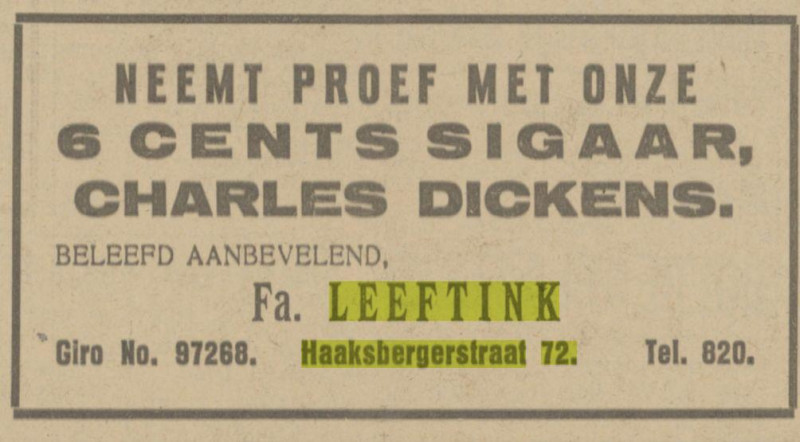 NEEMT PROEF MET ONZE
6 CENTS SIGAAR,
CHARLES DICKENS.
BELEEFD AANBEVELEND,
Fa. LEEFTINK
Giro No. 97268. Haaksbergerstraat 72. Tel. 820.